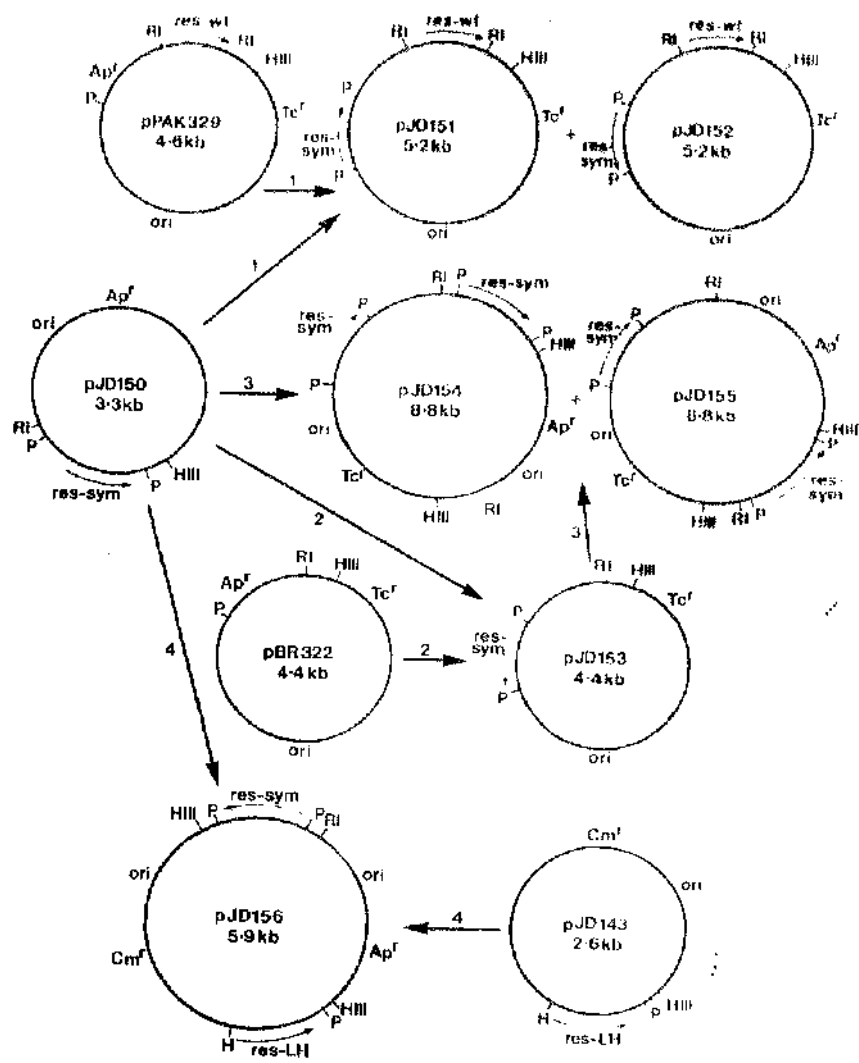 res-wt
RI
RI
HIII
Apr
P
Tcr
pPAK329
4·6kb
ori
1
res-wt
RI
RI
HIII
P
Tcr
res-sym
P
pJD151
5·2kb
ori
+
res-wt
RI
RI
HIII
P
Tcr
res-sym
P
pJD152
5·2kb
ori
1
Apr
ori
pJD150
3·3kb
RI
P
res-sym
P
HIII
3
2
4
RI
P
res-sym
res-sym
P
P
HIII
P
pJD154
8·8kb
Apr
ori
ori
Tcr
HIII
RI
+
RI
ori
P
res-sym
Apr
P
pJD155
8·8kb
HIII
P
ori
Tcr
res-sym
HIII
RI
P
3
RI
HIII
Apr
Tcr
P
pBR322
4·4kb
ori
2
RI
HIII
Tcr
P
res-sym
P
pJD153
4·4kb
ori
res-sym
HIII
P
P
RI
ori
ori
pJD156
5·9kb
Cmr
Apr
HIII
P
H
res-LH
4
Cmr
ori
pJD143
2·6kb
H
P
HIII
res-LH